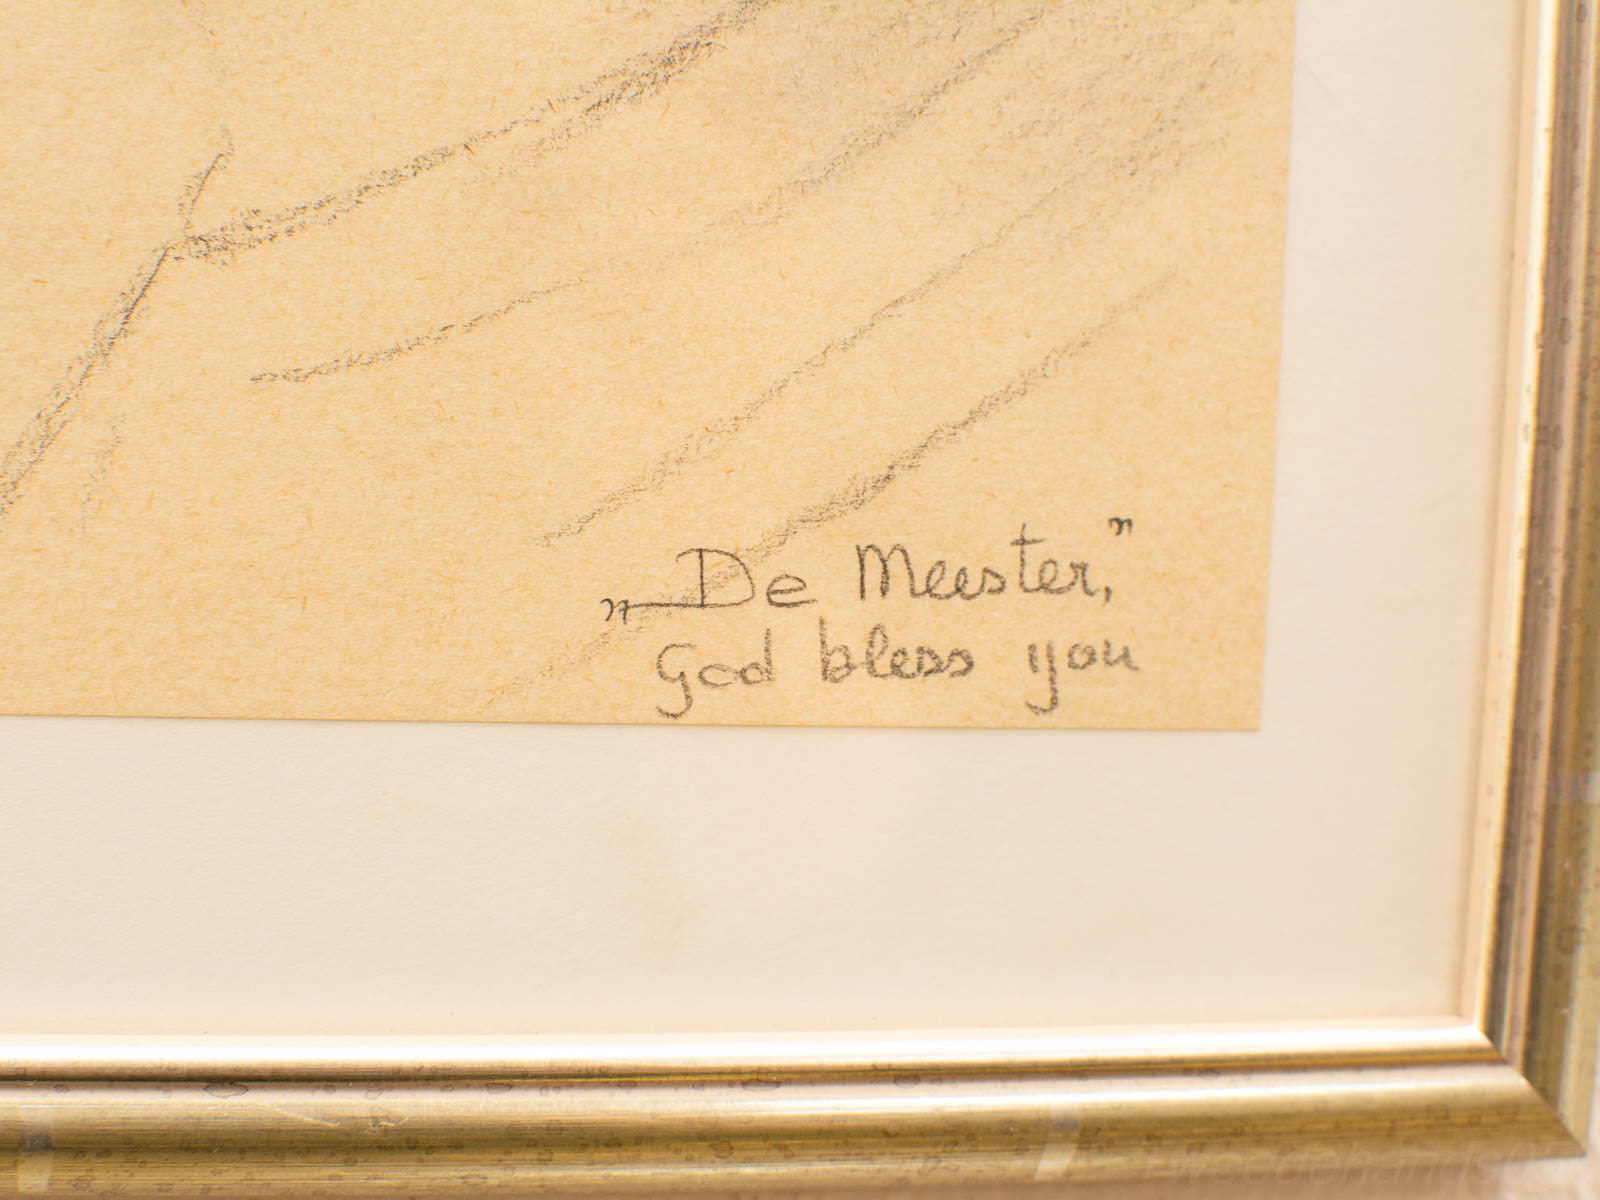 „De Meester,"
God bless you